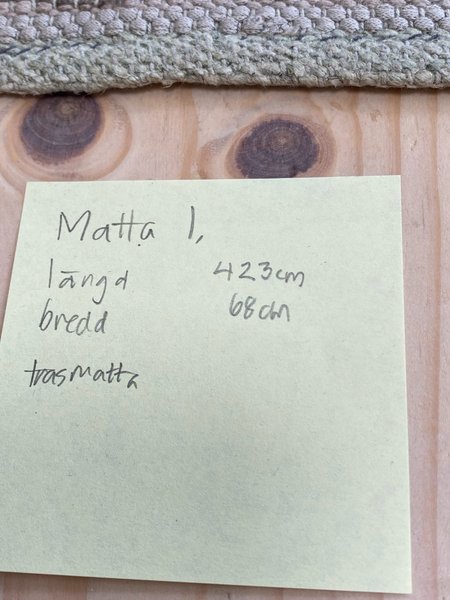 Matta 1,
längd 423cm
bredd 68cm
trasmatta